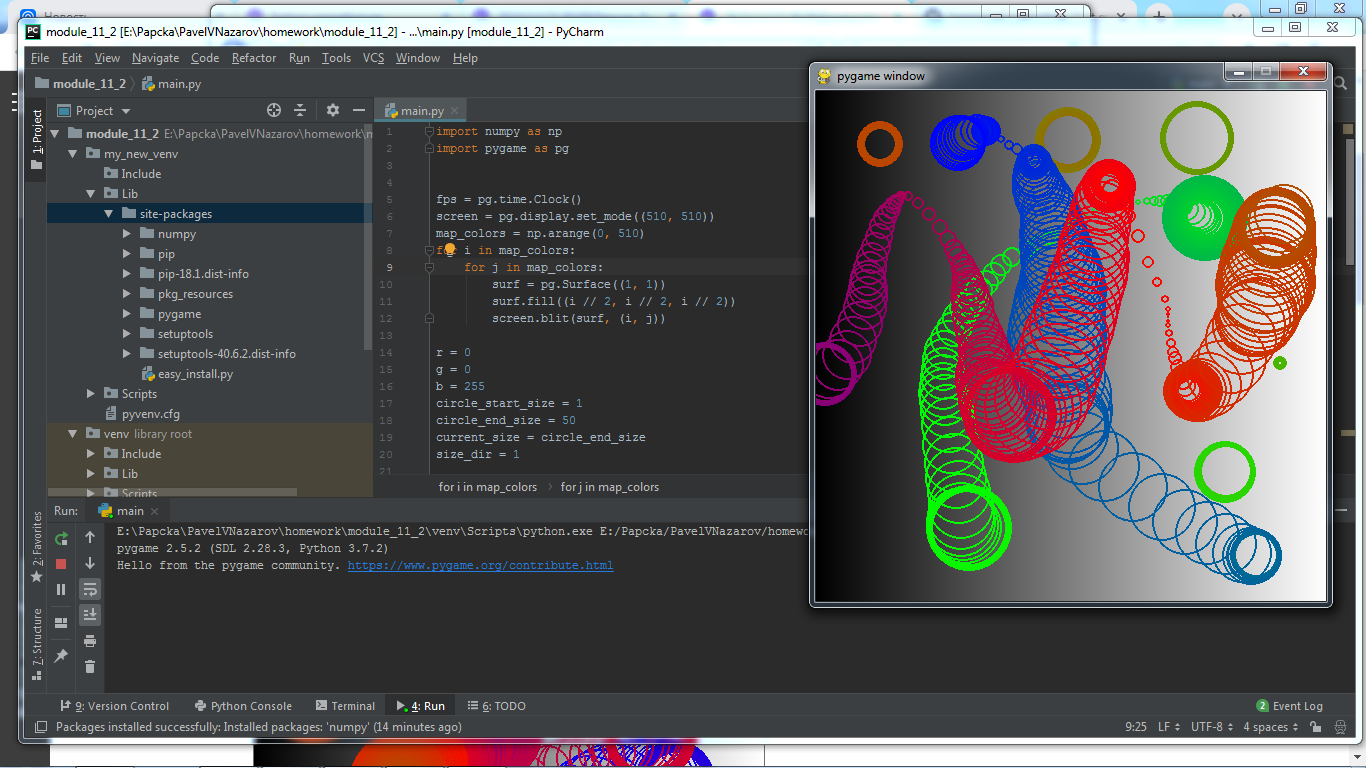 Новость
module_11_2 [E:\Papcka\PavelVNazarov\homework\module_11_2] - ...\main.py [module_11_2] - PyCharm
File Edit View Navigate Code Refactor Run Tools VCS Window Help
module_11_2 main.py
pygame window
1: Project
Project
main.py
module_11_2 E:\Papcka\PavelVNazarov\homework\m
my_new_venv
Include
Lib
site-packages
numpy
pip
pip-18.1.dist-info
pkg_resources
pygame
setuptools
setuptools-40.6.2.dist-info
easy_install.py
Scripts
pyvenv.cfg
venv library root
Include
Lib
Scripts
1 import numpy as np
2 import pygame as pg
3
4
5 fps = pg.time.Clock()
6 screen = pg.display.set_mode((510, 510))
7 map_colors = np.arange(0, 510)
8 for i in map_colors:
9 for j in map_colors:
10 surf = pg.Surface((1, 1))
11 surf.fill((i // 2, i // 2, i // 2))
12 screen.blit(surf, (i, j))
13
14 r = 0
15 g = 0
16 b = 255
17 circle_start_size = 1
18 circle_end_size = 50
19 current_size = circle_end_size
20 size_dir = 1
21
for i in map_colors for j in map_colors
Run: main
E:\Papcka\PavelVNazarov\homework\module_11_2\venv\Scripts\python.exe E:/Papcka/PavelVNazarov/homewo
pygame 2.5.2 (SDL 2.28.3, Python 3.7.2)
Hello from the pygame community. https://www.pygame.org/contribute.html
2: Favorites
7: Structure
9: Version Control Python Console Terminal 4: Run 6: TODO 2 Event Log
Packages installed successfully: Installed packages: 'numpy' (14 minutes ago) 9:25 LF UTF-8 4 spaces